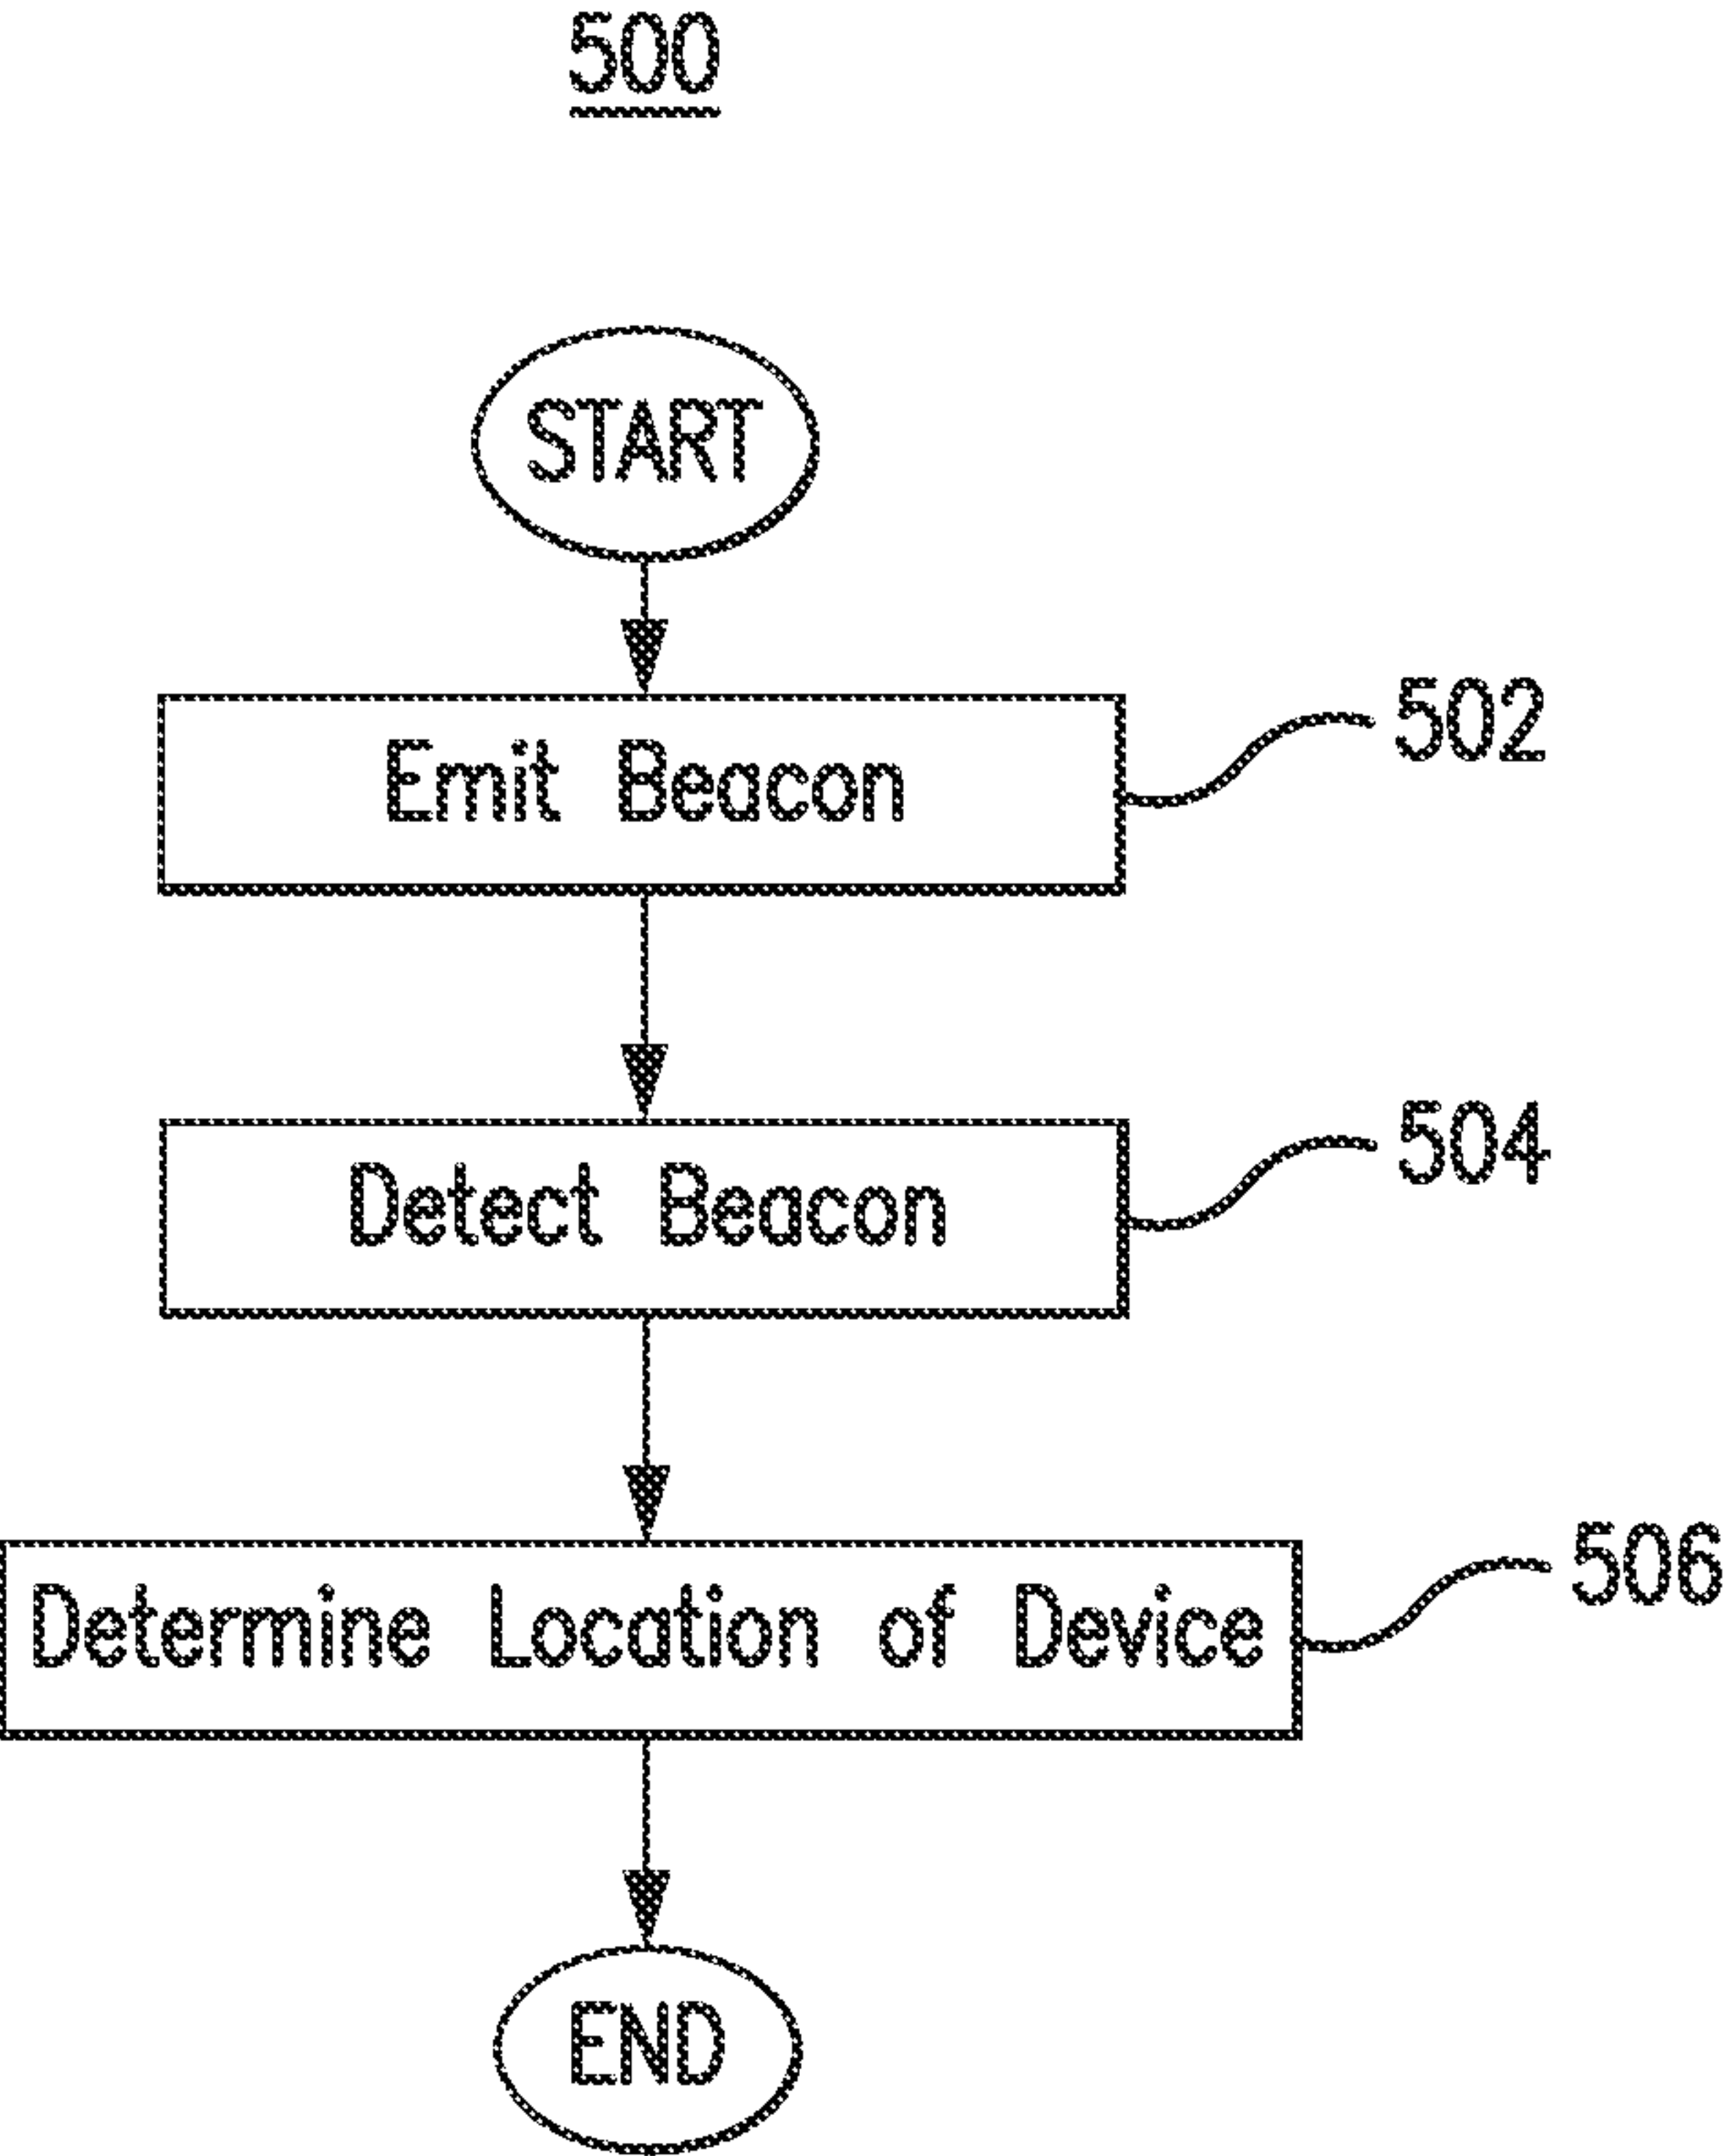 500
START
Emit Beacon
502
Detect Beacon
504
Determine Location of Device
506
END